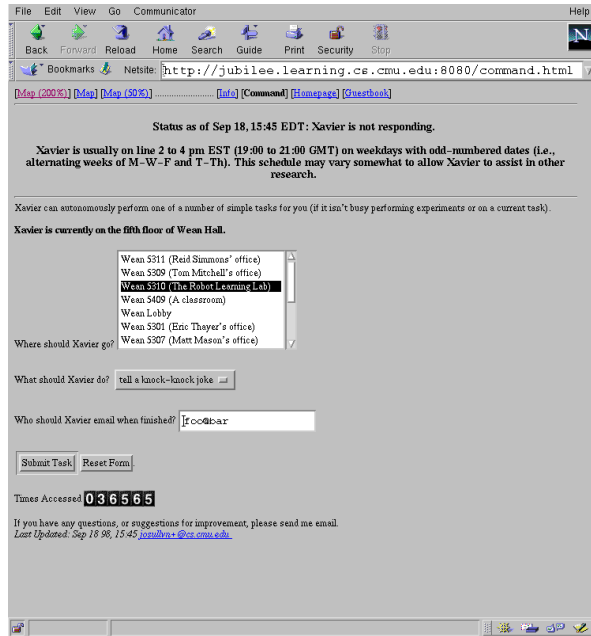 File Edit View Go Communicator Help
Back Forward Reload Home Search Guide Print Security Stop
N
Bookmarks Netsite: http://jubilee.learning.cs.cmu.edu:8080/command.html
[Map (200%)] [Map] [Map (50%)] ........................ [Info] [Command] [Homepage] [Guestbook]
Status as of Sep 18, 15:45 EDT: Xavier is not responding.
Xavier is usually on line 2 to 4 pm EST (19:00 to 21:00 GMT) on weekdays with odd-numbered dates (i.e.,
alternating weeks of M-W-F and T-Th). This schedule may vary somewhat to allow Xavier to assist in other
research.
Xavier can autonomously perform one of a number of simple tasks for you (if it isn't busy performing experiments or on a current task).
Xavier is currently on the fifth floor of Wean Hall.
Wean 5311 (Reid Simmons' office)
Wean 5309 (Tom Mitchell's office)
Wean 5310 (The Robot Learning Lab)
Wean 5409 (A classroom)
Wean Lobby
Wean 5301 (Eric Thayer's office)
Where should Xavier go? Wean 5307 (Matt Mason's office)
What should Xavier do? tell a knock-knock joke
Who should Xavier email when finished? foo@bar
Submit Task Reset Form.
Times Accessed 036565
If you have any questions, or suggestions for improvement, please send me email.
Last Updated: Sep 18 98, 15:45 josullvn+@cs.cmu.edu